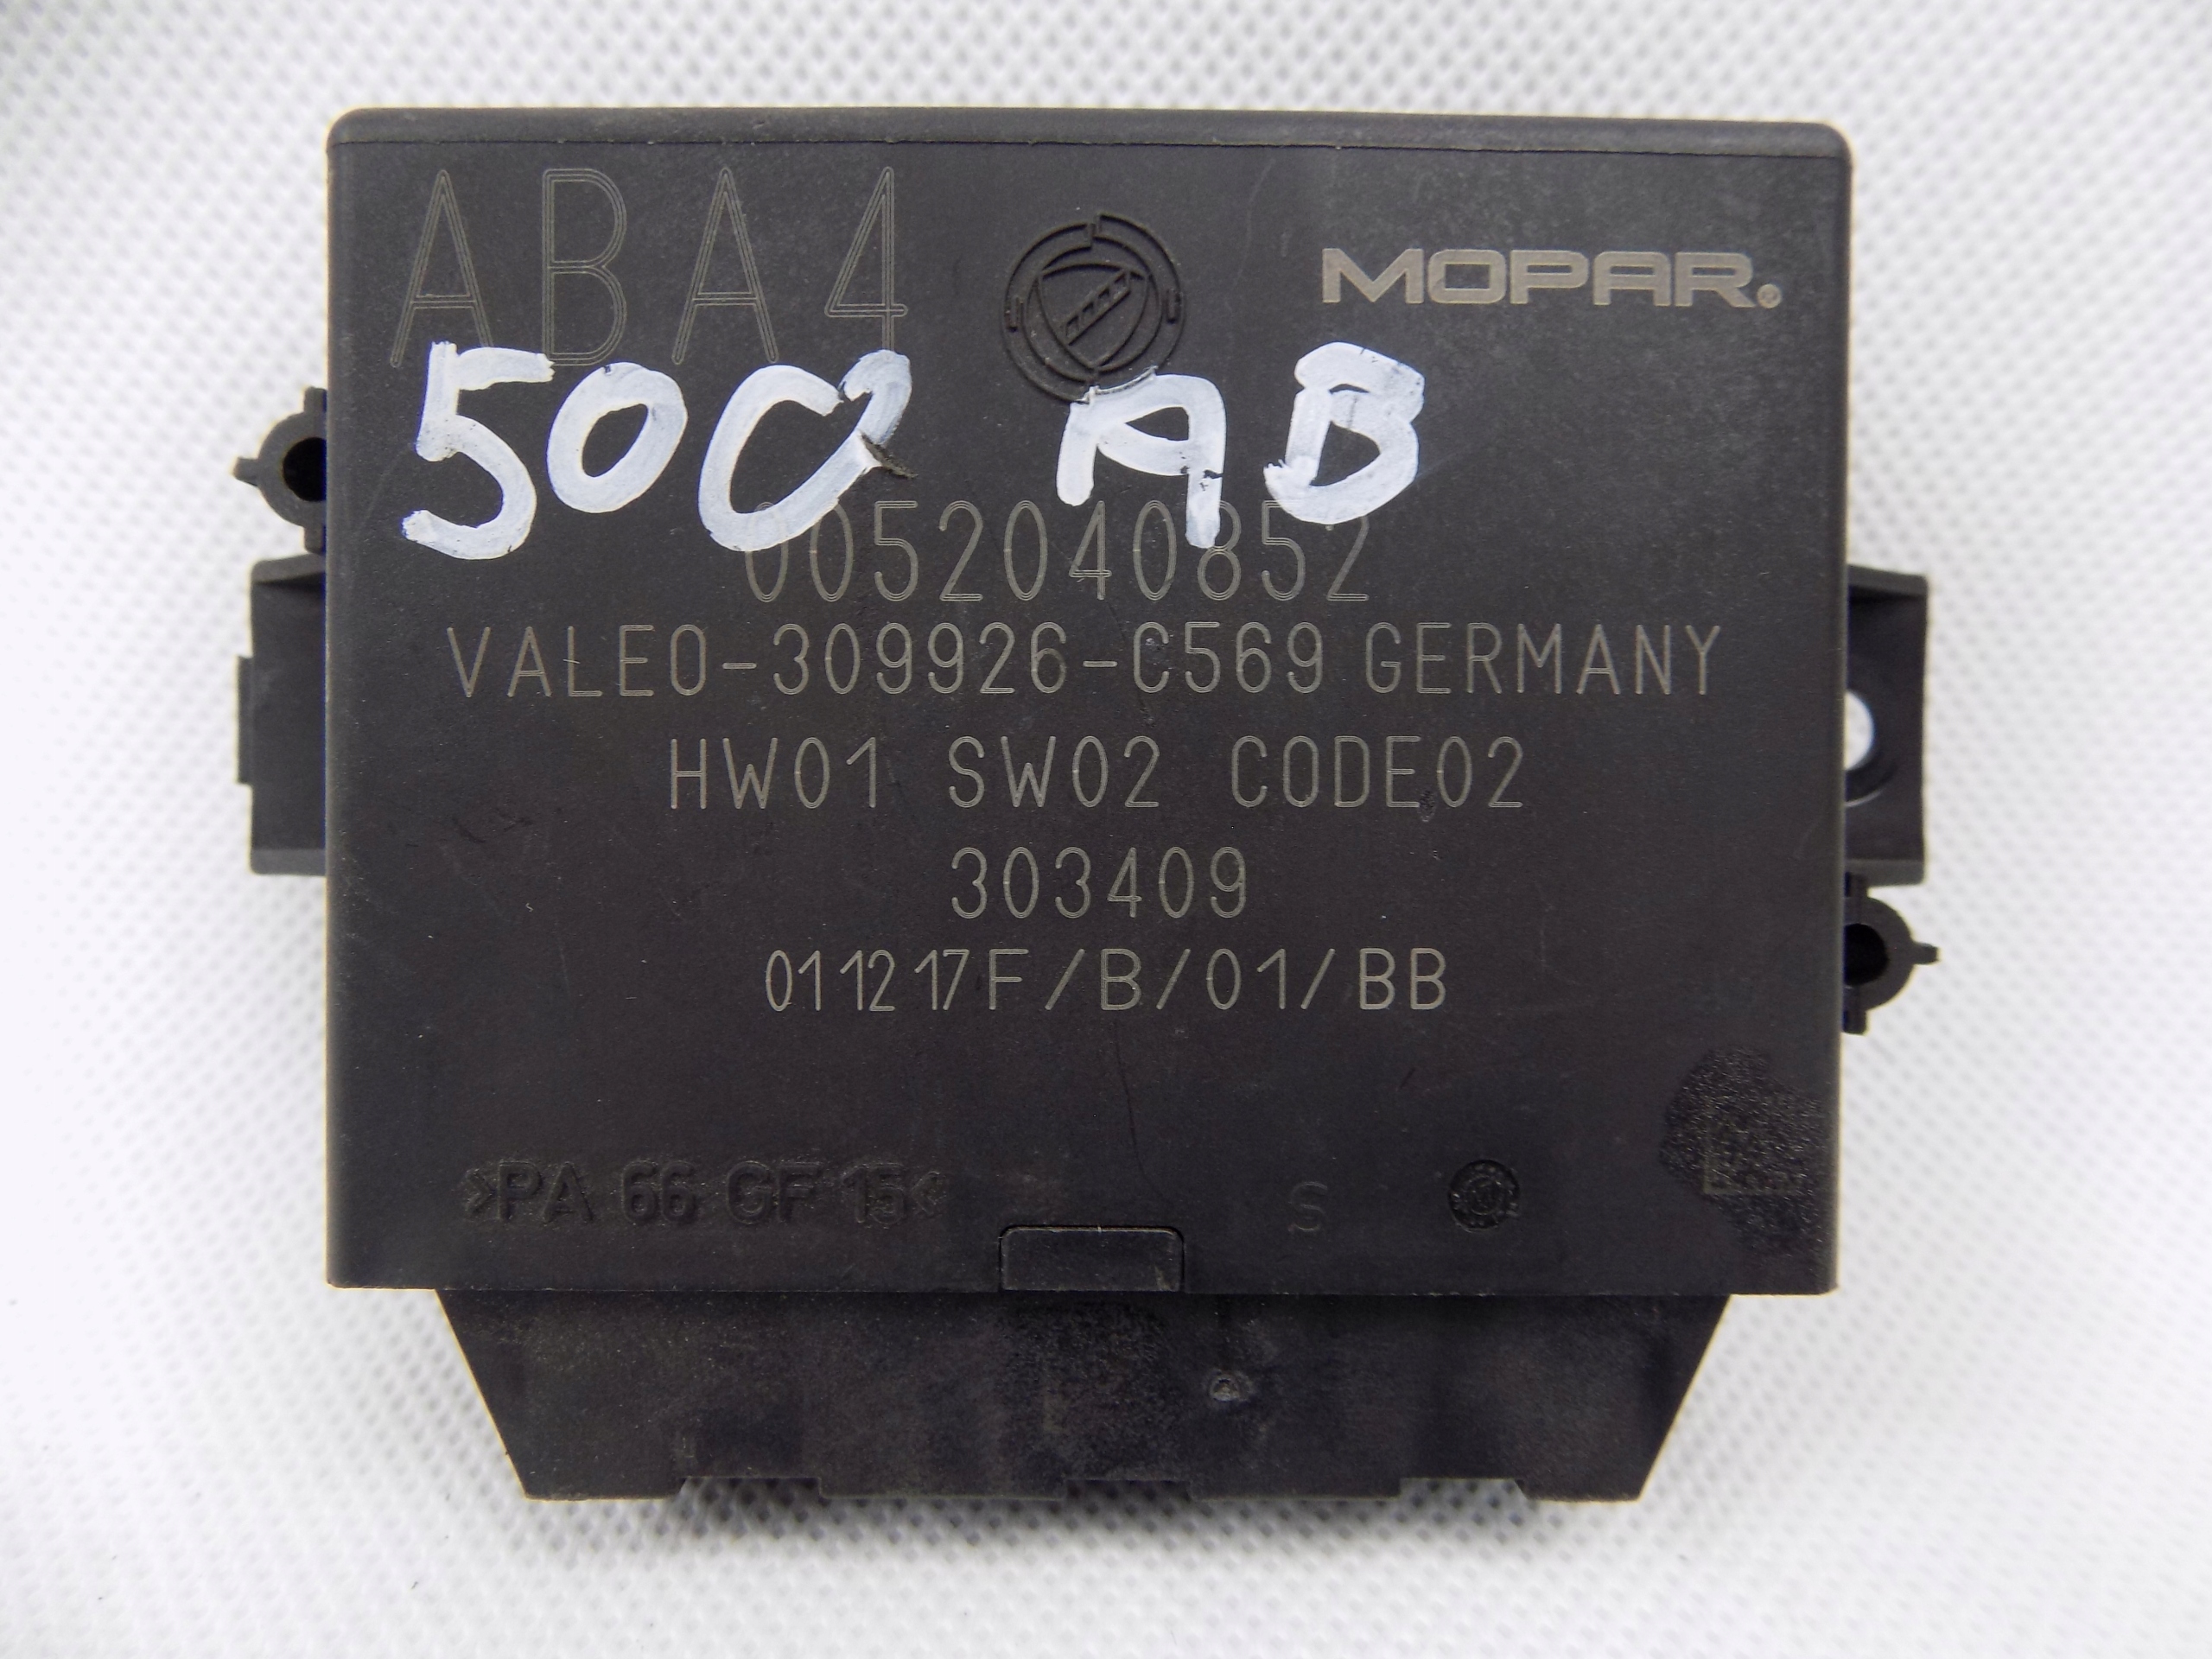 ABA4
MOPAR®
500 AB
0052040852
VALEO-309926-C569 GERMANY
HW01 SW02 CODE02
303409
011217F/B/01/BB
>PA 66 GF 15<
S